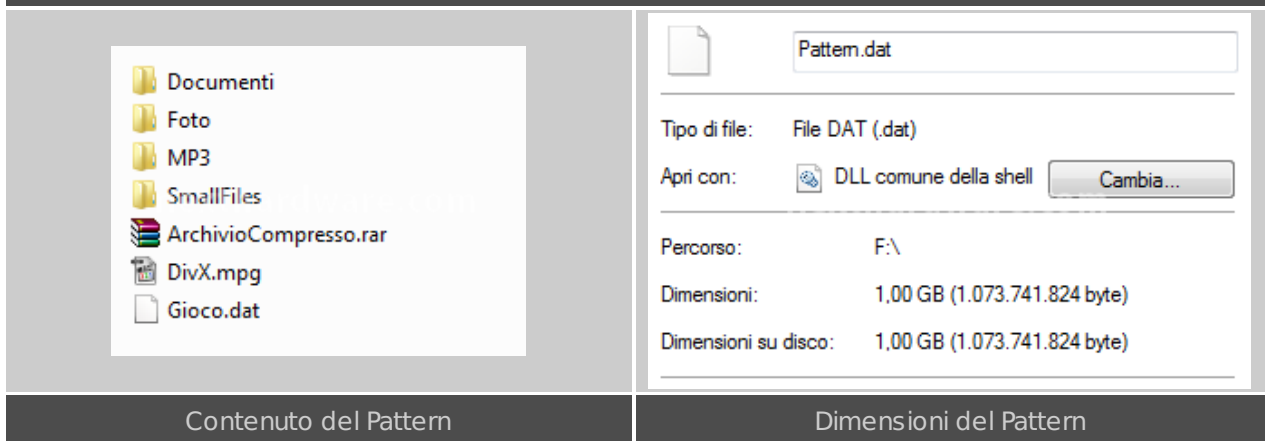 Documenti
Foto
MP3
SmallFiles
ArchivioCompresso.rar
DivX.mpg
Gioco.dat
Contenuto del Pattern
Pattern.dat
Tipo di file: File DAT (.dat)
Apri con: DLL comune della shell Cambia...
Percorso: F:\
Dimensioni: 1,00 GB (1.073.741.824 byte)
Dimensioni su disco: 1,00 GB (1.073.741.824 byte)
Dimensioni del Pattern